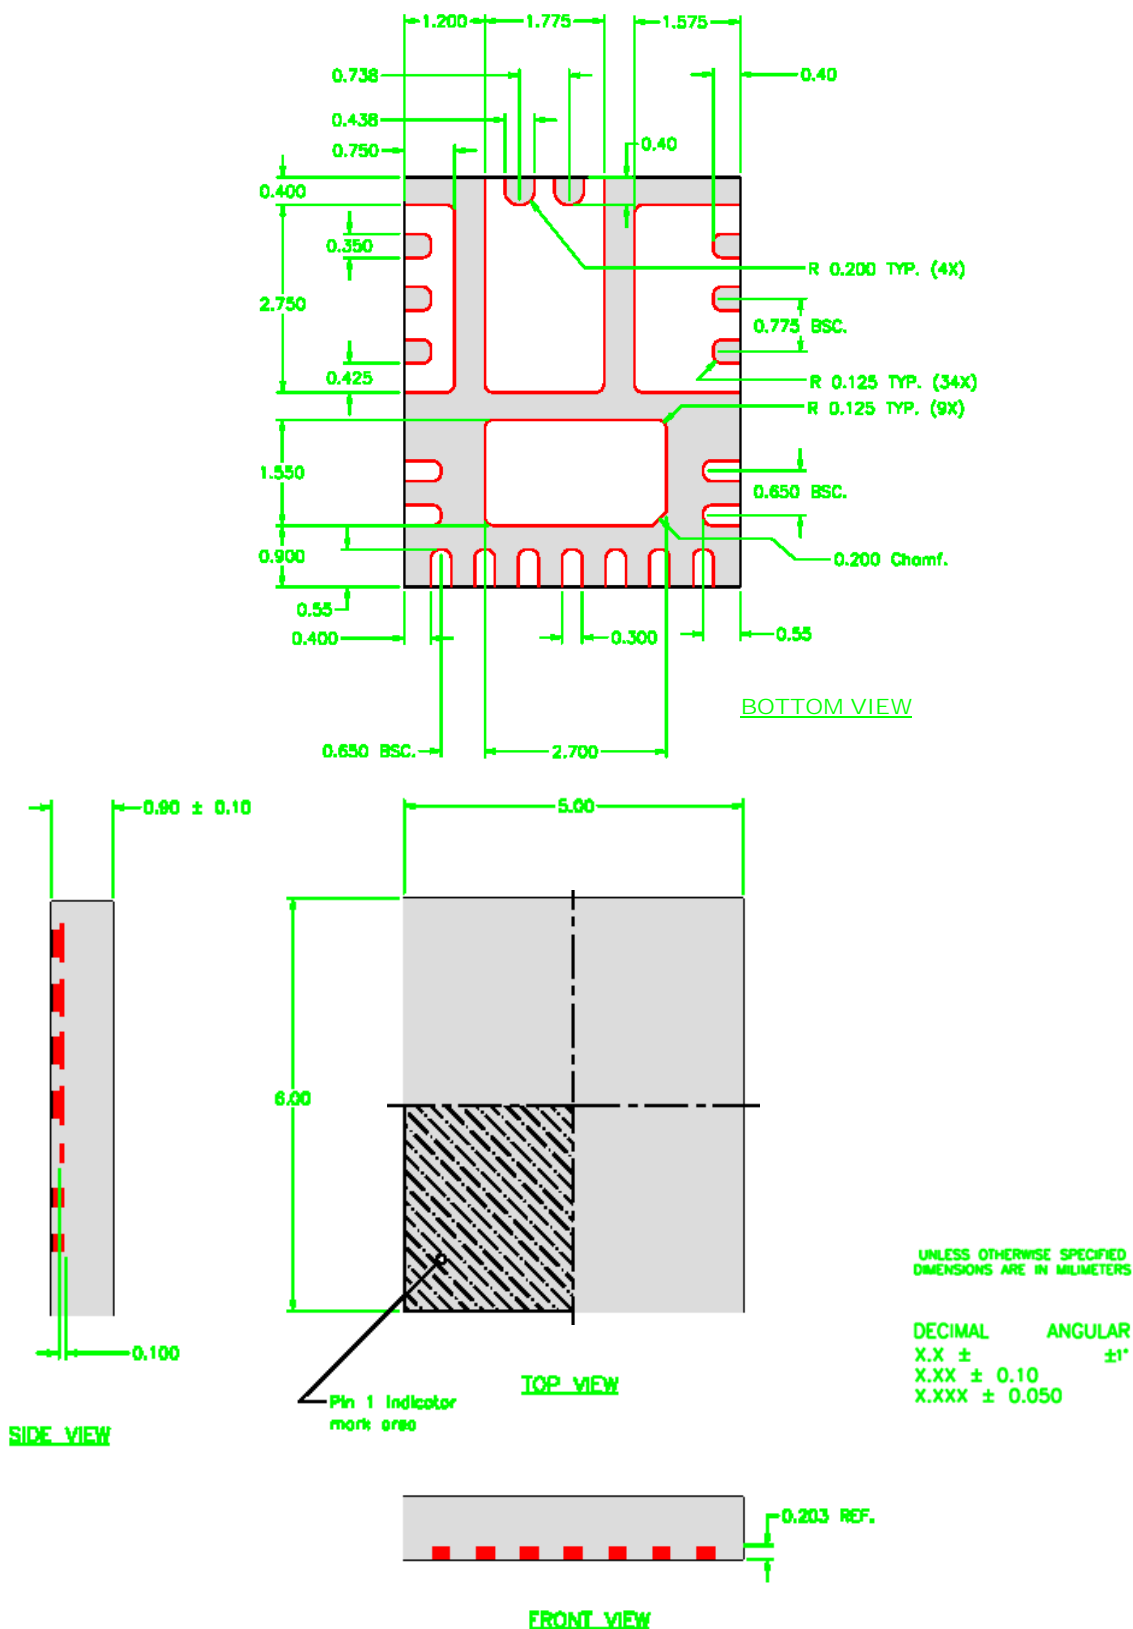 1.200
1.775
1.575
0.738
0.40
0.438
0.40
0.750
0.400
0.350
R 0.200 TYP. (4X)
2.750
0.775 BSC.
0.425
R 0.125 TYP. (34X)
R 0.125 TYP. (9X)
1.550
0.650 BSC.
0.900
0.200 Chamf.
0.55
0.400
0.300
0.55
BOTTOM VIEW
0.650 BSC.
2.700
0.90 ± 0.10
5.00
6.00
UNLESS OTHERWISE SPECIFIED
DIMENSIONS ARE IN MILIMETERS
DECIMAL ANGULAR
X.X ± ±1°
X.XX ± 0.10
X.XXX ± 0.050
0.100
TOP VIEW
Pin 1 Indicator
mark area
SIDE VIEW
0.203 REF.
FRONT VIEW